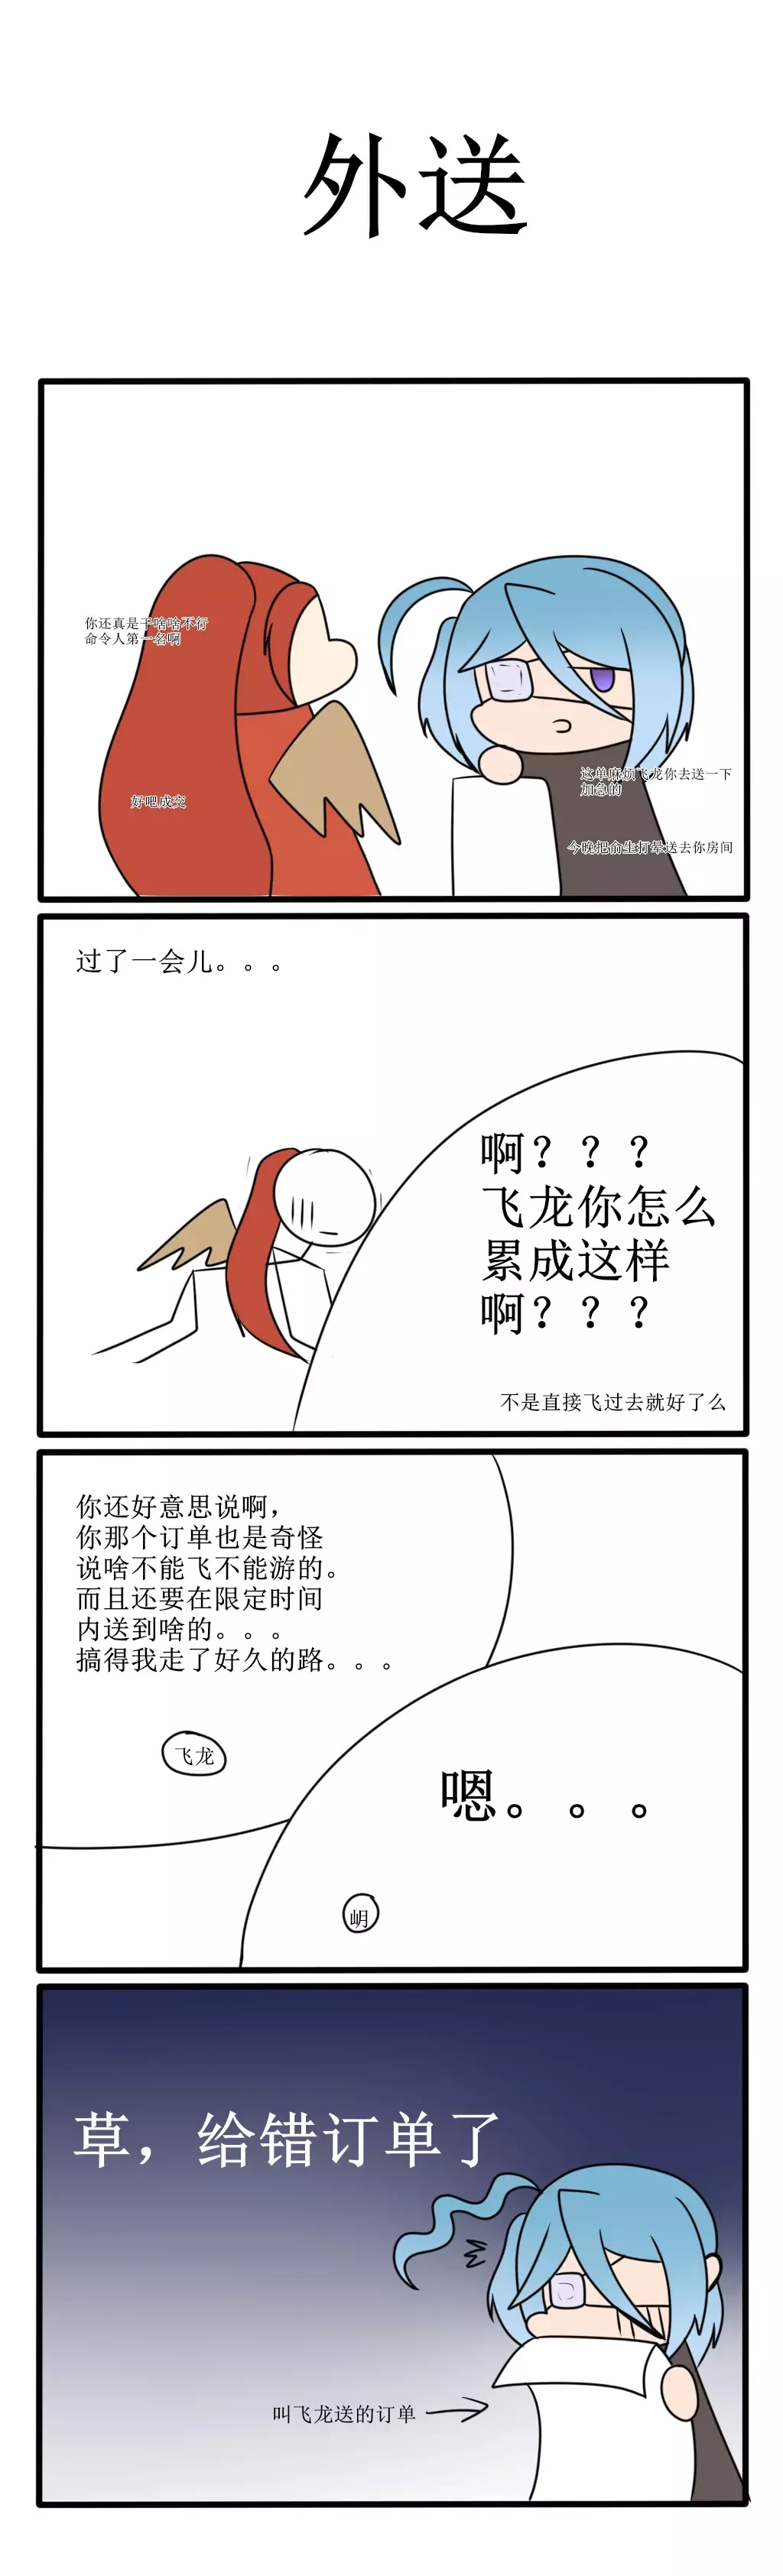 外送
你还真是干啥啥不行
命令人第一名啊
这单麻烦飞龙你去送一下
加急的
好吧成交
今晚把俞生打晕送去你房间
过了一会儿。。。
啊？？？
飞龙你怎么
累成这样
啊？？？
不是直接飞过去就好了么
你还好意思说啊，
你那个订单也是奇怪
说啥不能飞不能游的。
而且还要在限定时间
内送到啥的。。。
搞得我走了好久的路。。。
飞龙
嗯。。。
岄
草，给错订单了
叫飞龙送的订单